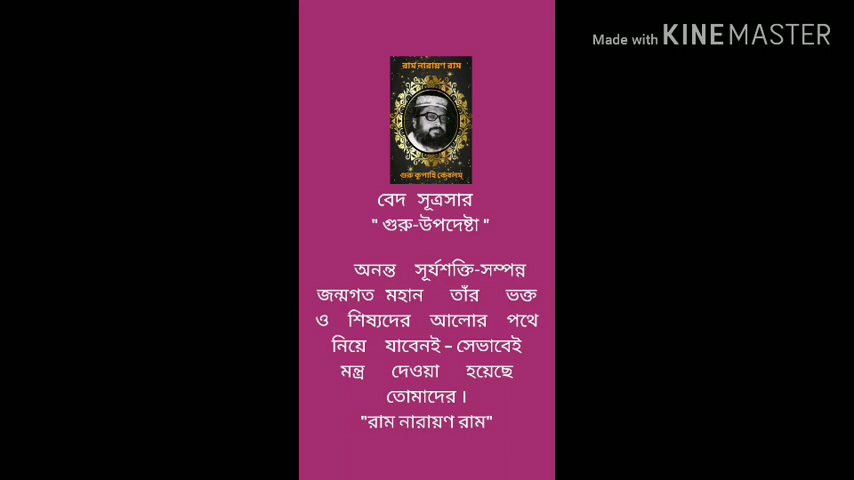 Made with KINEMASTER
রাম নারায়ণ রাম
গুরু কৃপাহি কেবলম্
বেদ সূত্রসার
" গুরু-উপদেষ্টা "
অনন্ত সূর্যশক্তি-সম্পন্ন
জন্মগত মহান তাঁর ভক্ত
ও শিষ্যদের আলোর পথে
নিয়ে যাবেনই – সেভাবেই
মন্ত্র দেওয়া হয়েছে
তোমাদের ।
"রাম নারায়ণ রাম"